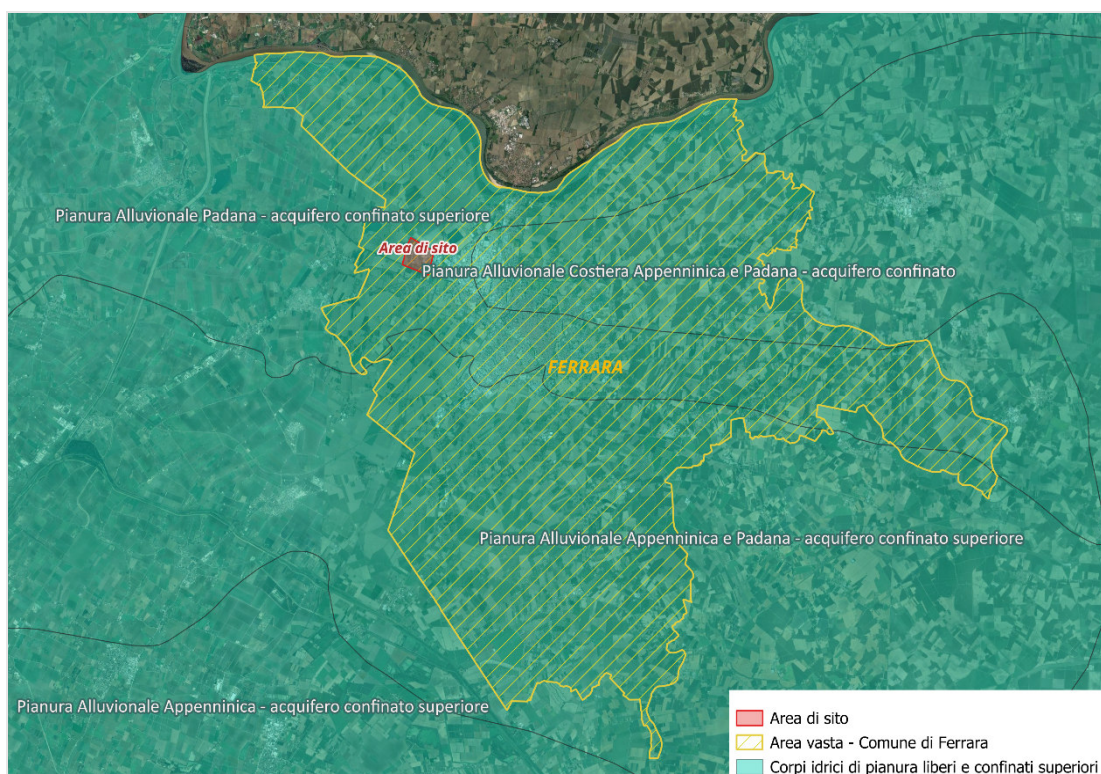 Pianura Alluvionale Padana - acquifero confinato superiore
Area di sito
Pianura Alluvionale Costiera Appenninica e Padana - acquifero confinato
FERRARA
Pianura Alluvionale Appenninica e Padana - acquifero confinato superiore
Pianura Alluvionale Appenninica - acquifero confinato superiore
Area di sito
Area vasta - Comune di Ferrara
Corpi idrici di pianura liberi e confinati superiori